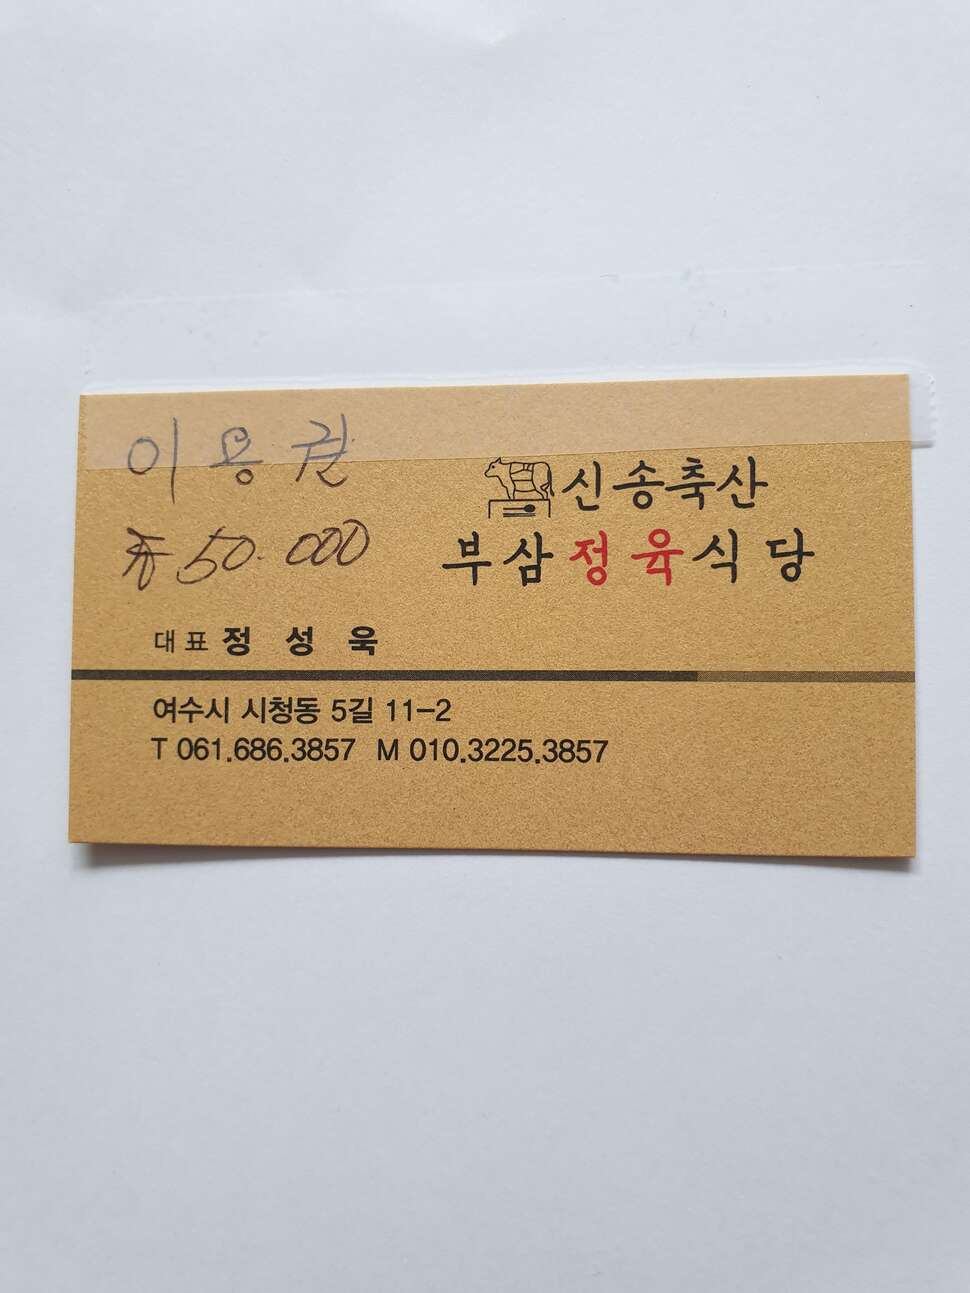 이용권
₩50.000
신송축산
부삼정육식당
대표 정성욱
여수시 시청동 5길 11-2
T 061.686.3857 M 010.3225.3857